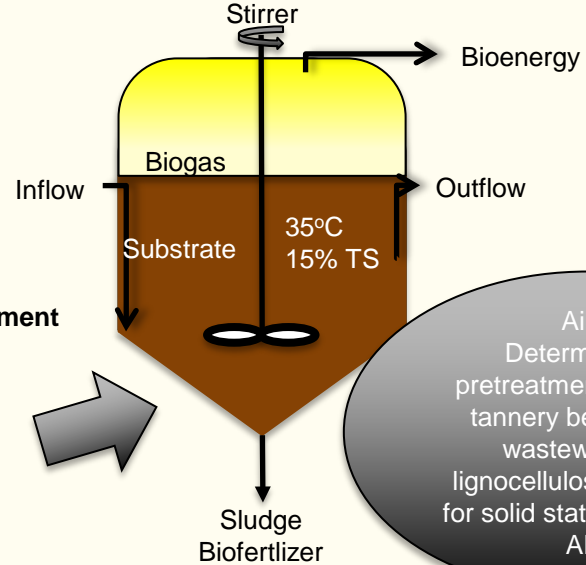 Stirrer
Bioenergy
Biogas
Inflow
Outflow
Substrate
35°C
15% TS
Sludge
Biofertlizer
pretreatme
tannery be
wastew
lignocellulos
for solid stat
Ai
Determ
Al
ment